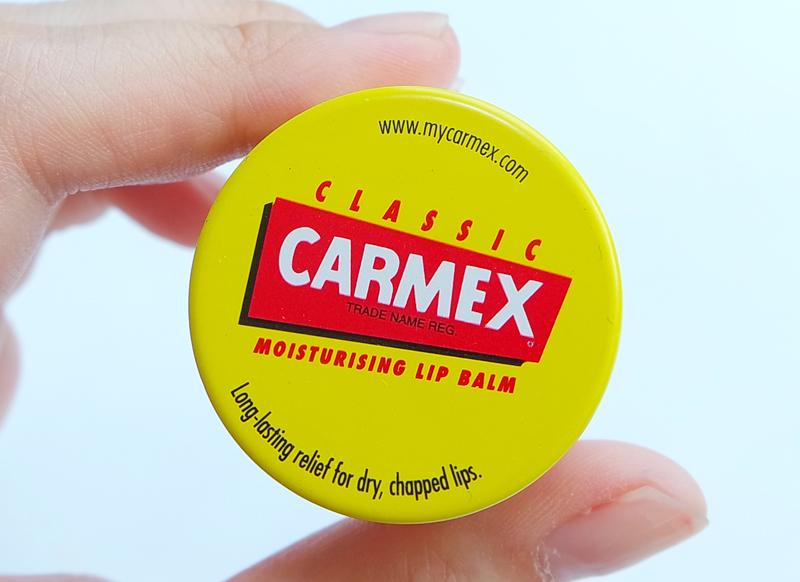 www.mycarmex.com
CLASSIC
CARMEX
TRADE NAME REG.
MOISTURISING LIP BALM
Long-lasting relief for dry, chapped lips.